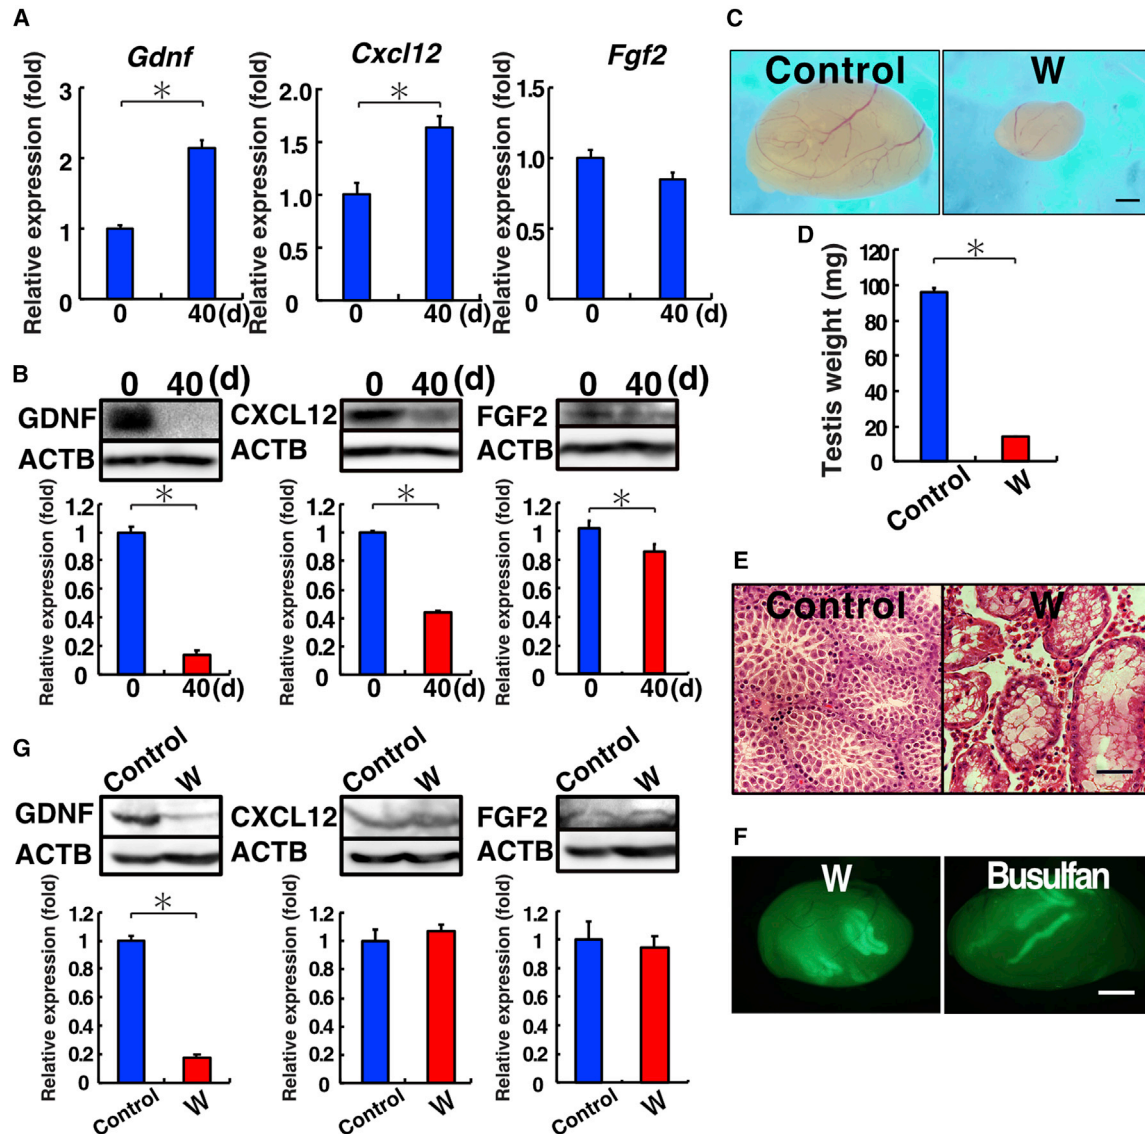 A
Gdnf
Relative expression (fold)
3
2
1
0
*
0 40 (d)
Cxcl12
Relative expression (fold)
2.0
1.5
1.0
0.5
0
*
0 40 (d)
Fgf2
Relative expression (fold)
1.5
1.0
0.5
0
0 40 (d)
B
0 40 (d)
GDNF
ACTB
Relative expression (fold)
1.2
1
0.8
0.6
0.4
0.2
0
*
0 40 (d)
0 40 (d)
CXCL12
ACTB
Relative expression (fold)
1.2
1
0.8
0.6
0.4
0.2
0
*
0 40 (d)
0 40 (d)
FGF2
ACTB
Relative expression (fold)
1.2
1
0.8
0.6
0.4
0.2
0
*
0 40 (d)
G
Control W
GDNF
ACTB
Relative expression (fold)
1.2
1
0.8
0.6
0.4
0.2
0
*
Control W
Control W
CXCL12
ACTB
Relative expression (fold)
1.2
1
0.8
0.6
0.4
0.2
0
Control W
Control W
FGF2
ACTB
Relative expression (fold)
1.2
1
0.8
0.6
0.4
0.2
0
Control W
C
Control W
D
Testis weight (mg)
120
100
80
60
40
20
0
*
Control W
E
Control W
F
W Busulfan